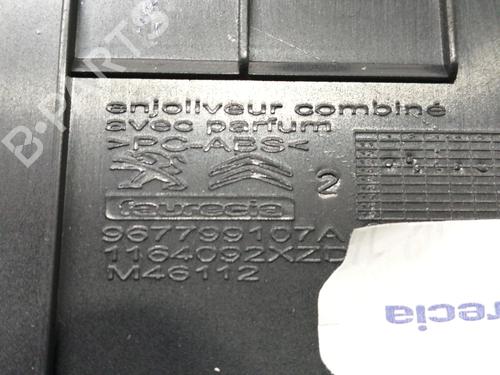 B-PARTS
enjoliveur combiné
avec parfum
>PC-ABS<
2
faurecia
967799107A
1164092XZD
M46112
recia